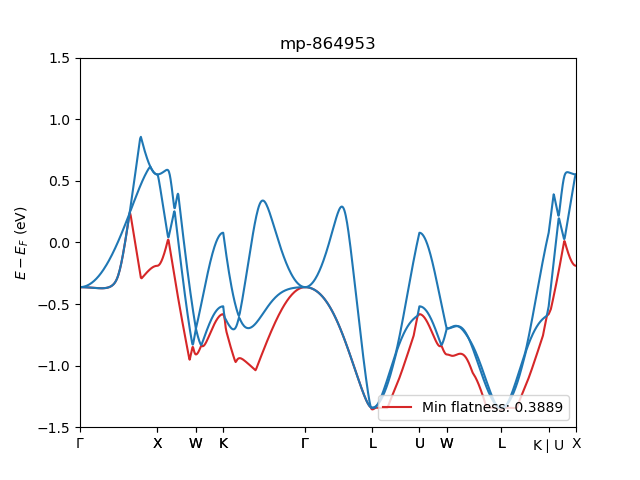 mp-864953
E − E_F (eV)
1.5
1.0
0.5
0.0
−0.5
−1.0
−1.5
Min flatness: 0.3889
Γ X W K Γ L U W L K | U X